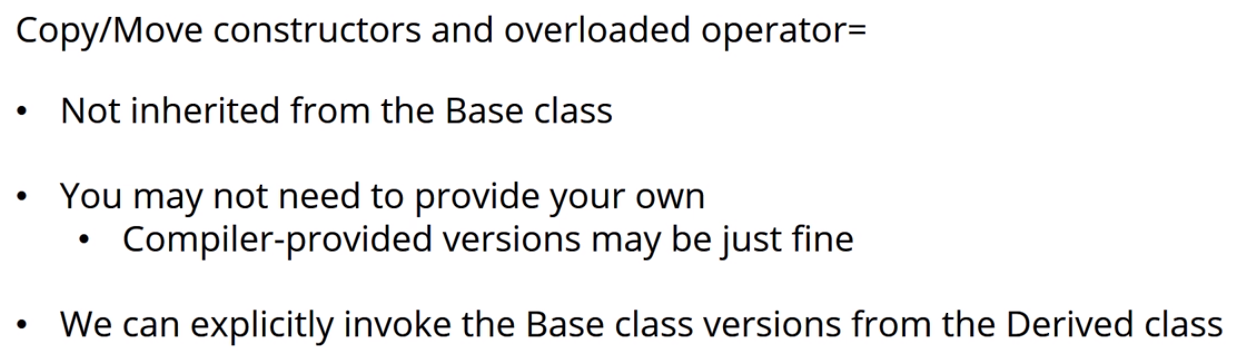 Copy/Move constructors and overloaded operator=
• Not inherited from the Base class
• You may not need to provide your own
• Compiler-provided versions may be just fine
• We can explicitly invoke the Base class versions from the Derived class